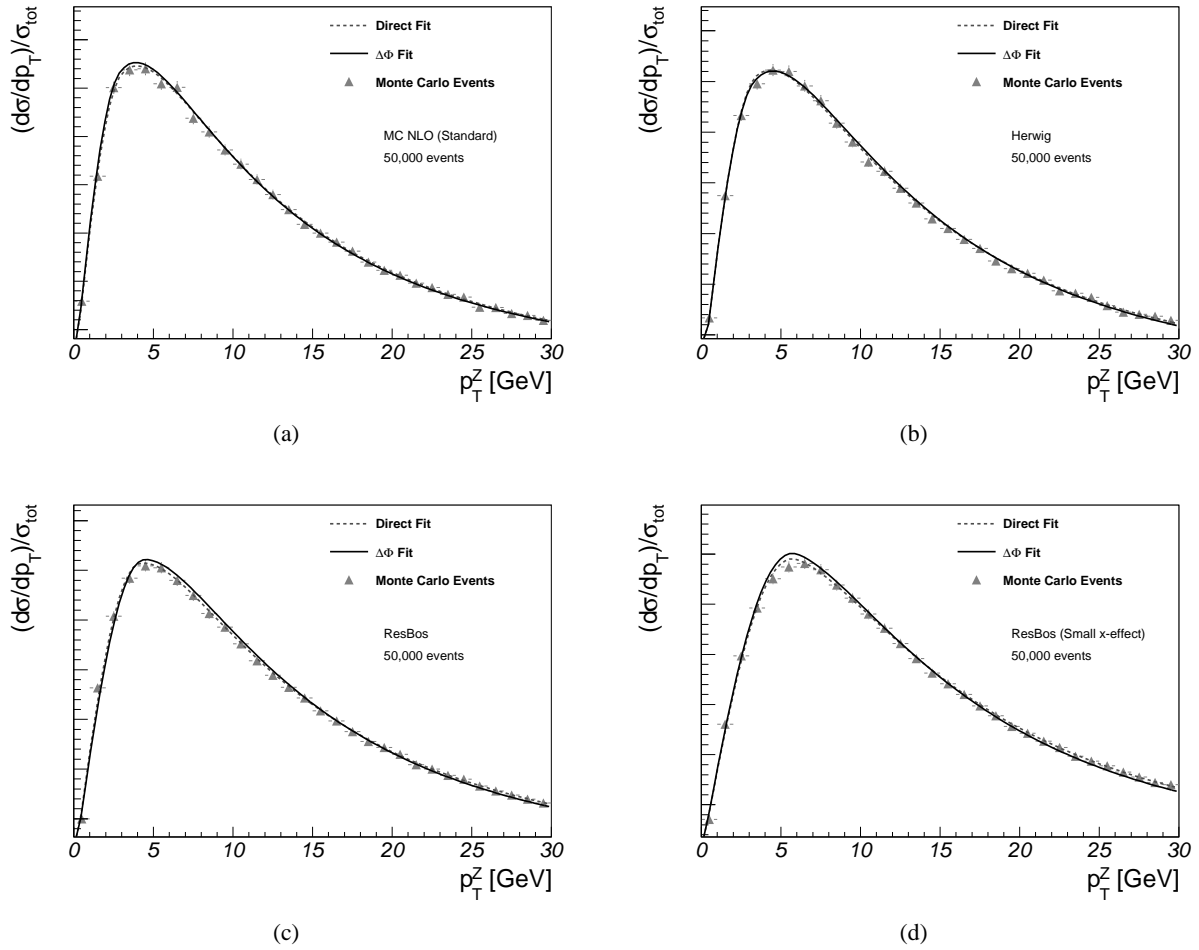 (dσ/dp_T)/σ_tot
Direct Fit
ΔΦ Fit
Monte Carlo Events
MC NLO (Standard)
50,000 events
0 5 10 15 20 25 30
p_T^Z [GeV]
(a)
(dσ/dp_T)/σ_tot
Direct Fit
ΔΦ Fit
Monte Carlo Events
Herwig
50,000 events
0 5 10 15 20 25 30
p_T^Z [GeV]
(b)
(dσ/dp_T)/σ_tot
Direct Fit
ΔΦ Fit
Monte Carlo Events
ResBos
50,000 events
0 5 10 15 20 25 30
p_T^Z [GeV]
(c)
(dσ/dp_T)/σ_tot
Direct Fit
ΔΦ Fit
Monte Carlo Events
ResBos (Small x-effect)
50,000 events
0 5 10 15 20 25 30
p_T^Z [GeV]
(d)